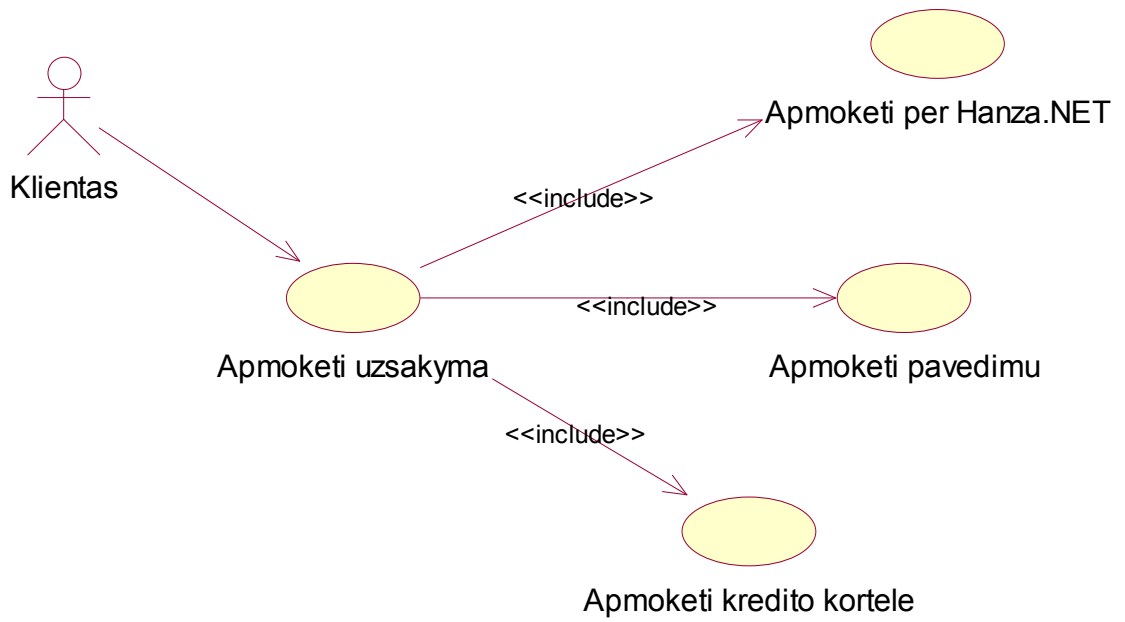 Apmoketi per Hanza.NET
Klientas
<<include>>
<<include>>
Apmoketi uzsakyma
Apmoketi pavedimu
<<include>>
Apmoketi kredito kortele